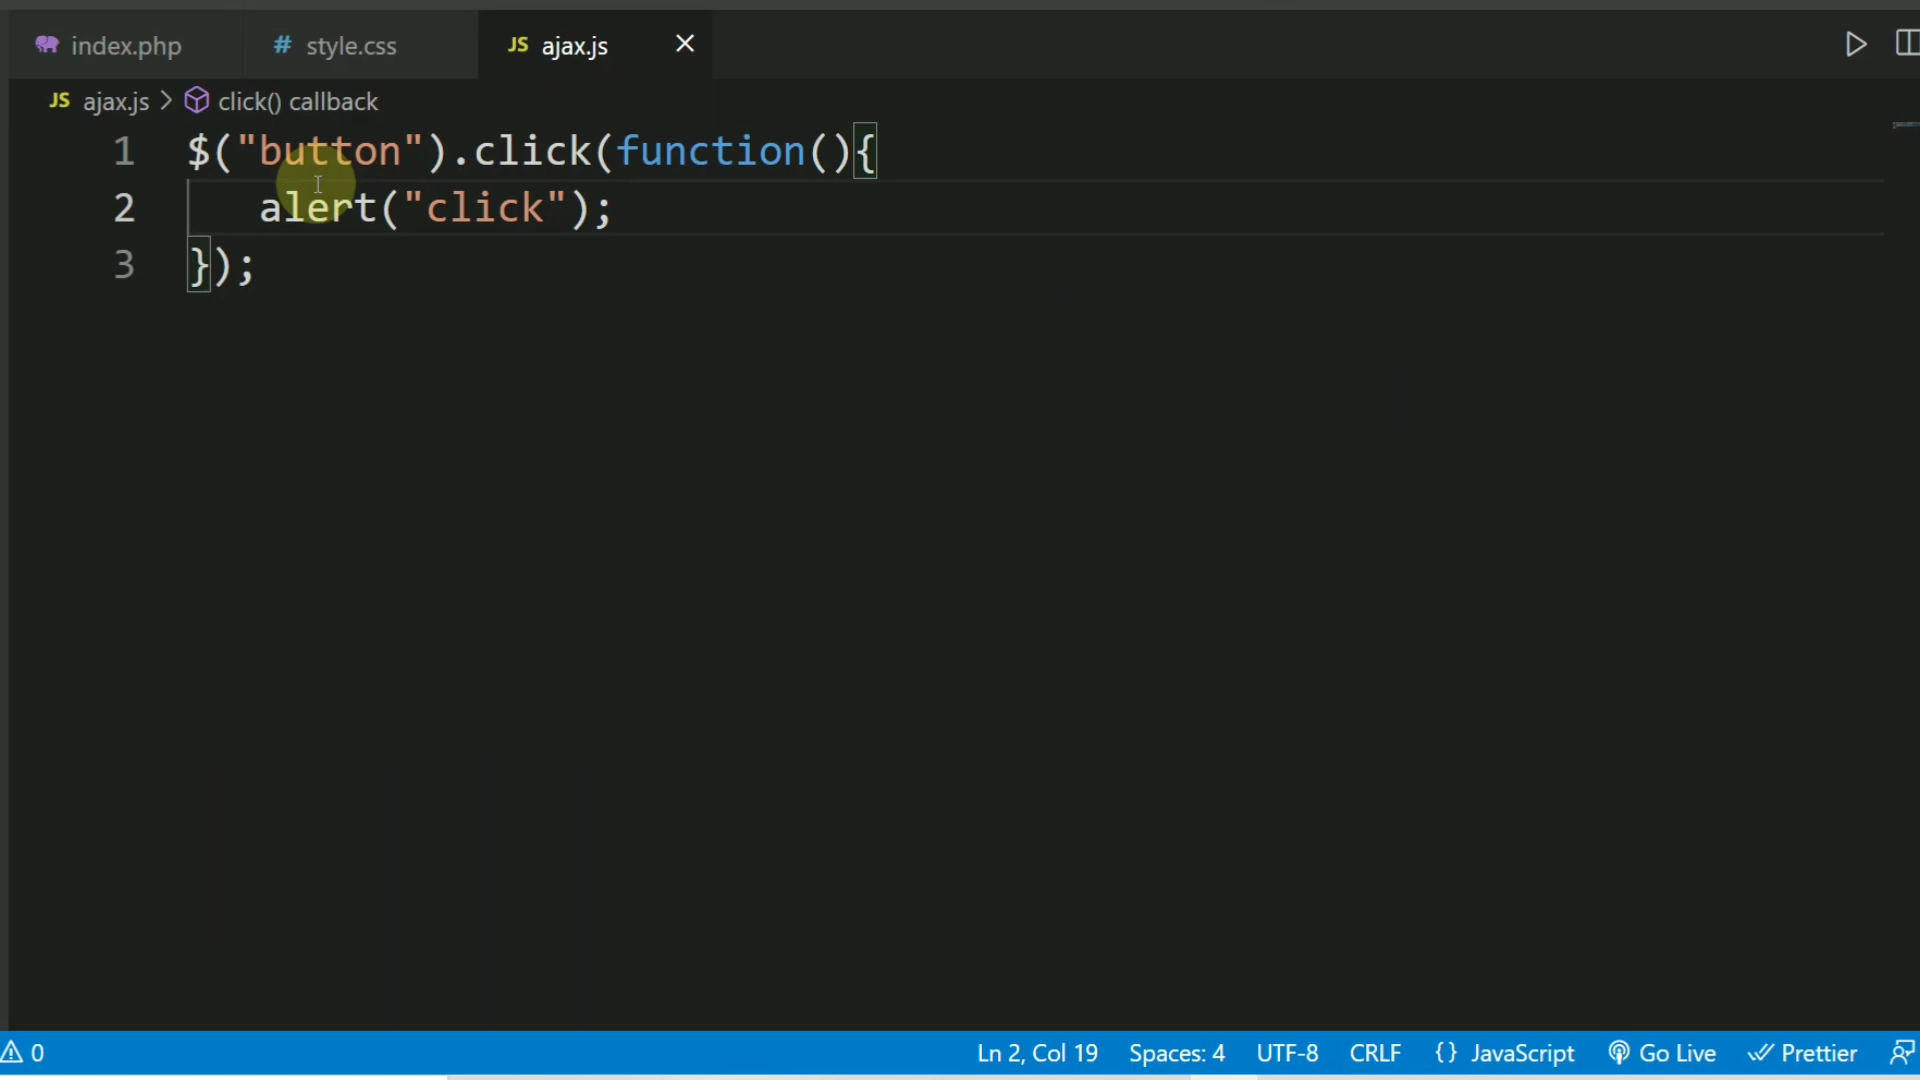 index.php
# style.css
JS ajax.js
JS ajax.js > click() callback
1 $("button").click(function(){
2 alert("click");
3 });
0
Ln 2, Col 19 Spaces: 4 UTF-8 CRLF {} JavaScript Go Live Prettier